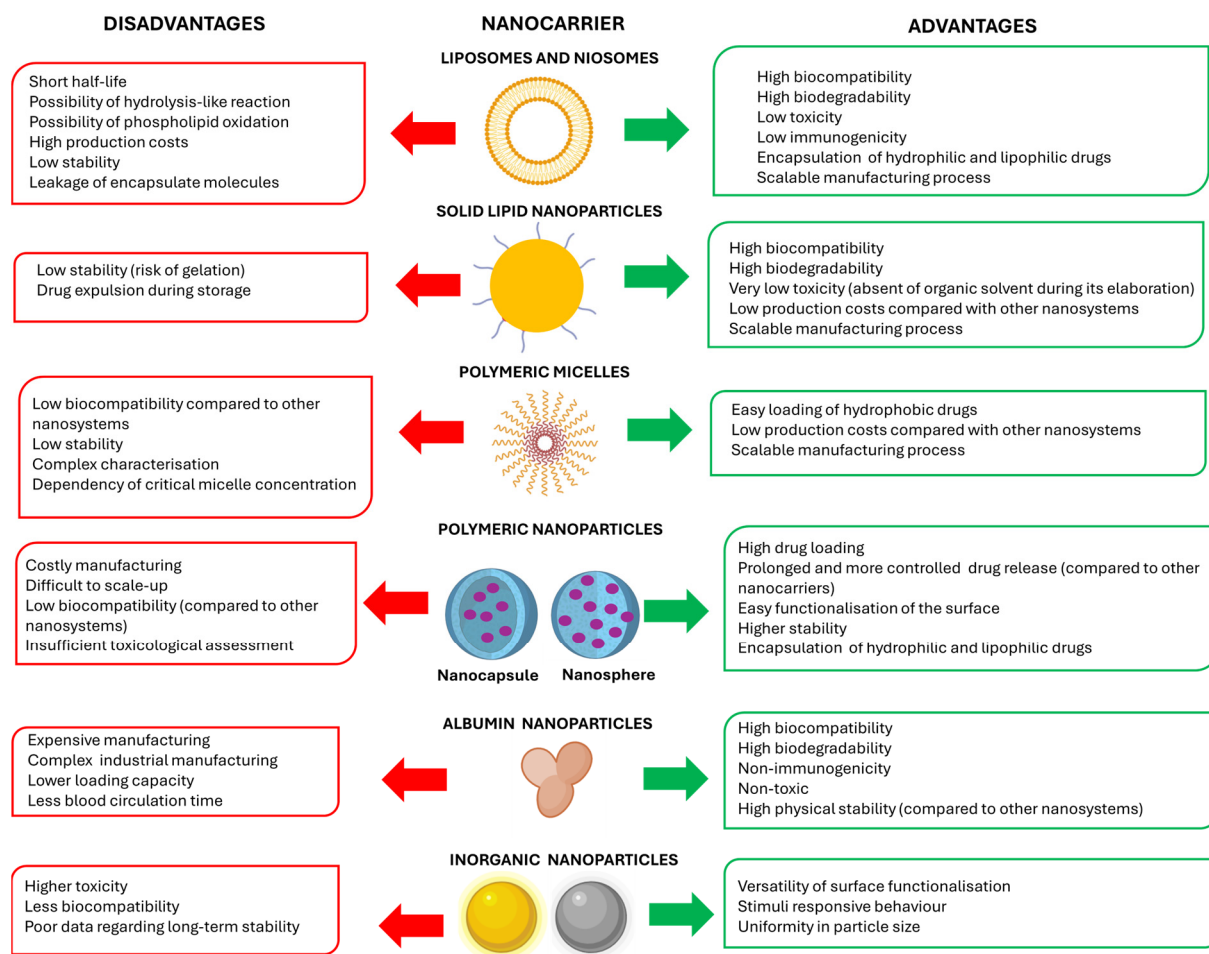 DISADVANTAGES
NANOCARRIER
ADVANTAGES
LIPOSOMES AND NIOSOMES
Short half-life
Possibility of hydrolysis-like reaction
Possibility of phospholipid oxidation
High production costs
Low stability
Leakage of encapsulate molecules
High biocompatibility
High biodegradability
Low toxicity
Low immunogenicity
Encapsulation of hydrophilic and lipophilic drugs
Scalable manufacturing process
SOLID LIPID NANOPARTICLES
Low stability (risk of gelation)
Drug expulsion during storage
High biocompatibility
High biodegradability
Very low toxicity (absent of organic solvent during its elaboration)
Low production costs compared with other nanosystems
Scalable manufacturing process
POLYMERIC MICELLES
Low biocompatibility compared to other
nanosystems
Low stability
Complex characterisation
Dependency of critical micelle concentration
Easy loading of hydrophobic drugs
Low production costs compared with other nanosystems
Scalable manufacturing process
POLYMERIC NANOPARTICLES
Costly manufacturing
Difficult to scale-up
Low biocompatibility (compared to other
nanosystems)
Insufficient toxicological assessment
Nanocapsule
Nanosphere
High drug loading
Prolonged and more controlled drug release (compared to other
nanocarriers)
Easy functionalisation of the surface
Higher stability
Encapsulation of hydrophilic and lipophilic drugs
ALBUMIN NANOPARTICLES
Expensive manufacturing
Complex industrial manufacturing
Lower loading capacity
Less blood circulation time
High biocompatibility
High biodegradability
Non-immunogenicity
Non-toxic
High physical stability (compared to other nanosystems)
INORGANIC NANOPARTICLES
Higher toxicity
Less biocompatibility
Poor data regarding long-term stability
Versatility of surface functionalisation
Stimuli responsive behaviour
Uniformity in particle size